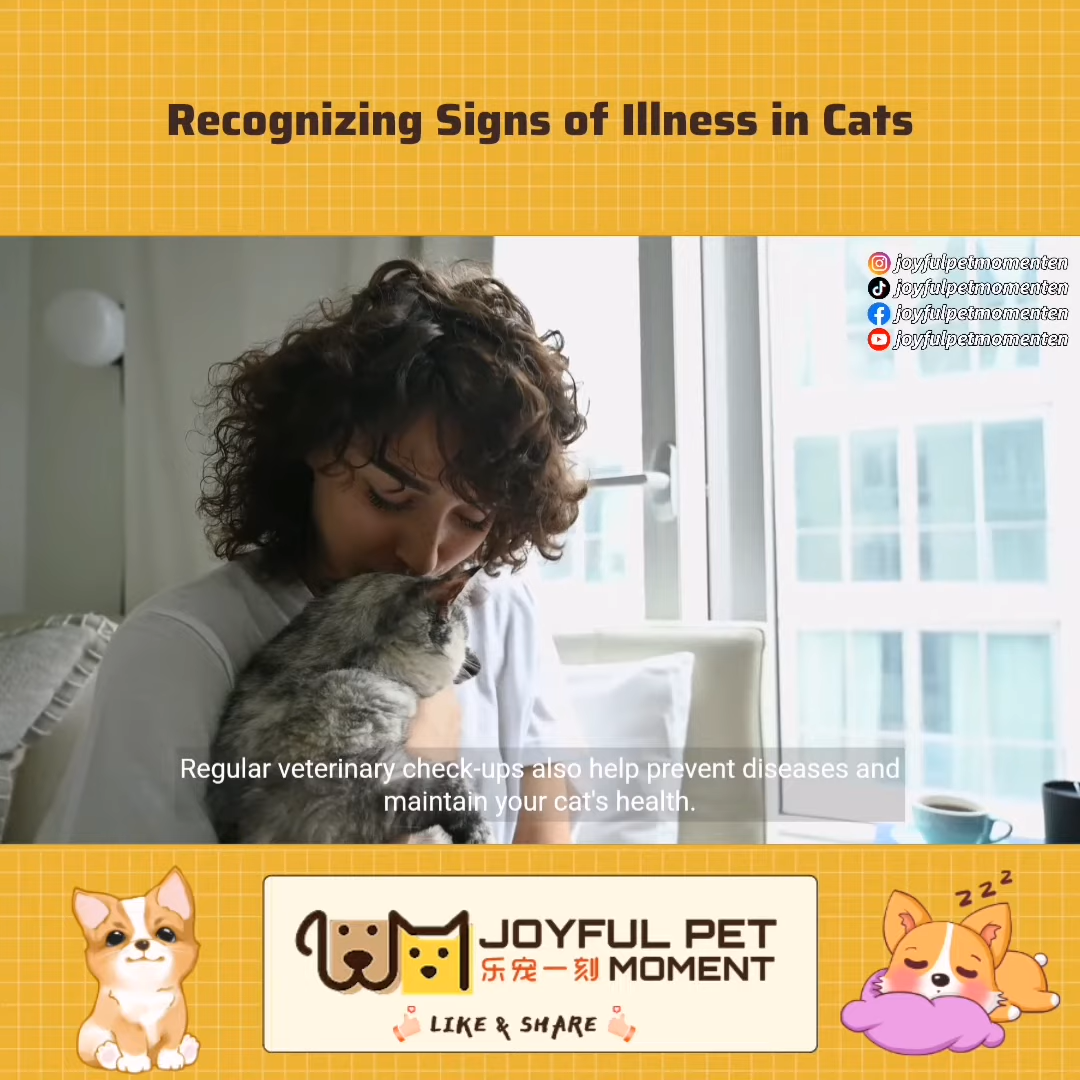 Recognizing Signs of Illness in Cats
joyfulpetmomenten
joyfulpetmomenten
joyfulpetmomenten
joyfulpetmomenten
Regular veterinary check-ups also help prevent diseases and
maintain your cat's health.
z z z
JOYFUL PET
乐宠一刻 MOMENT
LIKE & SHARE